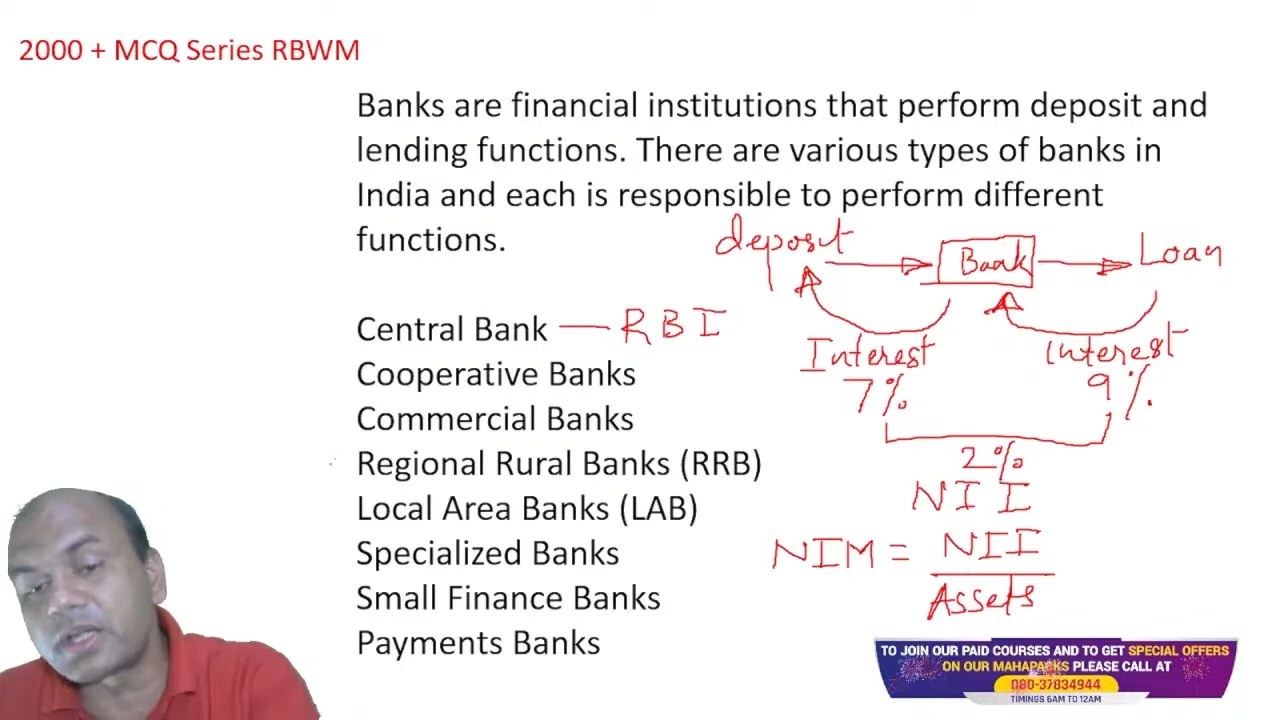 2000 + MCQ Series RBWM
Banks are financial institutions that perform deposit and
lending functions. There are various types of banks in
India and each is responsible to perform different
functions.
deposit Bank Loan
Central Bank — RBI
Interest Interest
Cooperative Banks
7% 9%
Commercial Banks
2%
Regional Rural Banks (RRB)
NII
Local Area Banks (LAB)
NIM = NII
Specialized Banks
Assets
Small Finance Banks
Payments Banks
TO JOIN OUR PAID COURSES AND TO GET SPECIAL OFFERS
ON OUR MAHAPACKS PLEASE CALL AT
080-37834944
TIMINGS 6AM TO 12AM